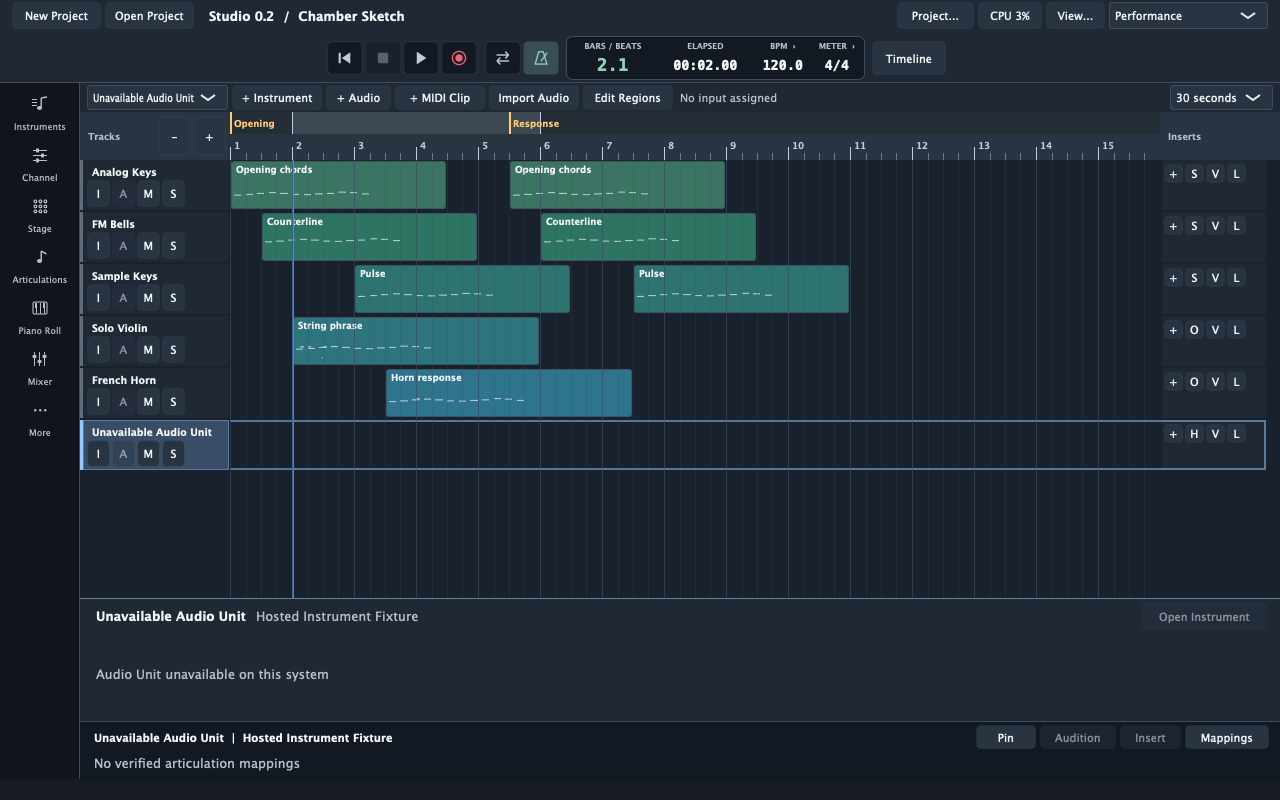 New Project Open Project Studio 0.2 / Chamber Sketch Project... CPU 3% View... Performance
BARS / BEATS ELAPSED BPM › METER ›
2.1 00:02.00 120.0 4/4 Timeline
Unavailable Audio Unit + Instrument + Audio + MIDI Clip Import Audio Edit Regions No input assigned 30 seconds
Instruments
Channel
Stage
Articulations
Piano Roll
Mixer
More
Opening Response
Tracks - + Inserts
1 2 3 4 5 6 7 8 9 10 11 12 13 14 15
Analog Keys Opening chords Opening chords
I A M S + S V L
FM Bells Counterline Counterline
I A M S + S V L
Sample Keys Pulse Pulse
I A M S + S V L
Solo Violin String phrase
I A M S + O V L
French Horn Horn response
I A M S + O V L
Unavailable Audio Unit
I A M S + H V L
Unavailable Audio Unit Hosted Instrument Fixture Open Instrument
Audio Unit unavailable on this system
Unavailable Audio Unit | Hosted Instrument Fixture Pin Audition Insert Mappings
No verified articulation mappings